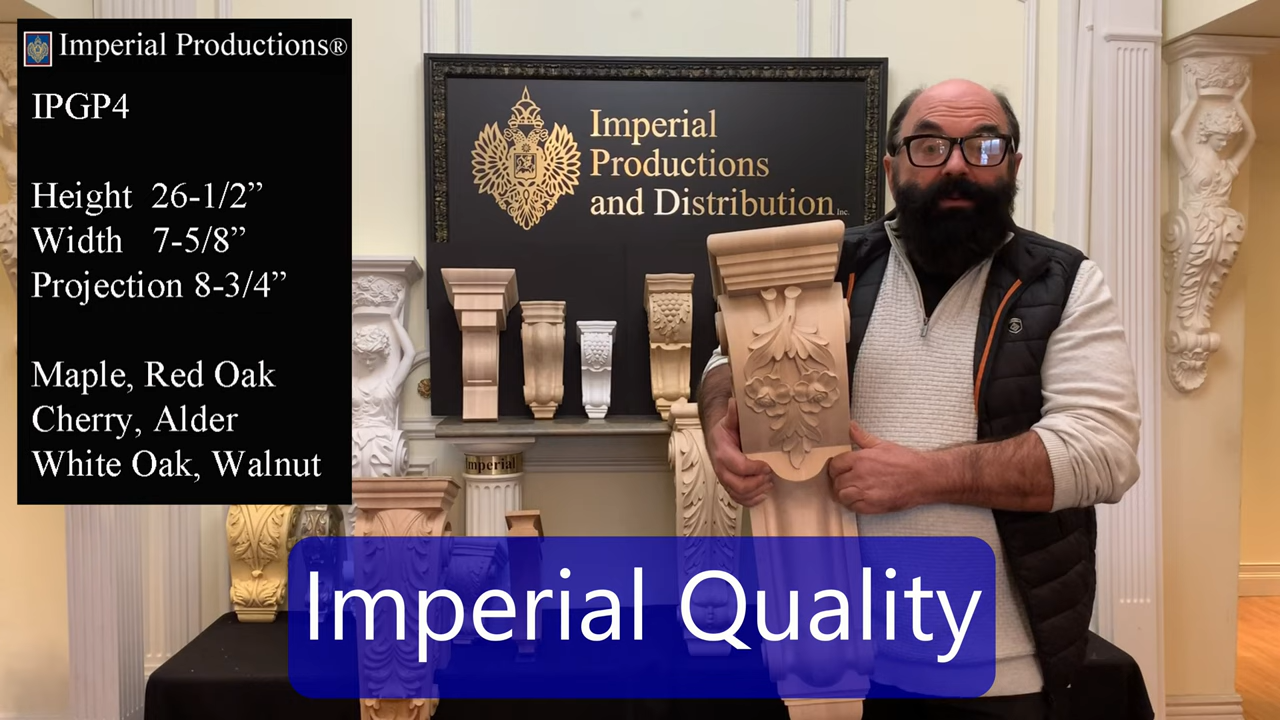 Imperial Productions®
IPGP4
Height 26-1/2”
Width 7-5/8”
Projection 8-3/4”
Maple, Red Oak
Cherry, Alder
White Oak, Walnut
Imperial
Productions
and Distribution Inc.
Imperial
Imperial Quality